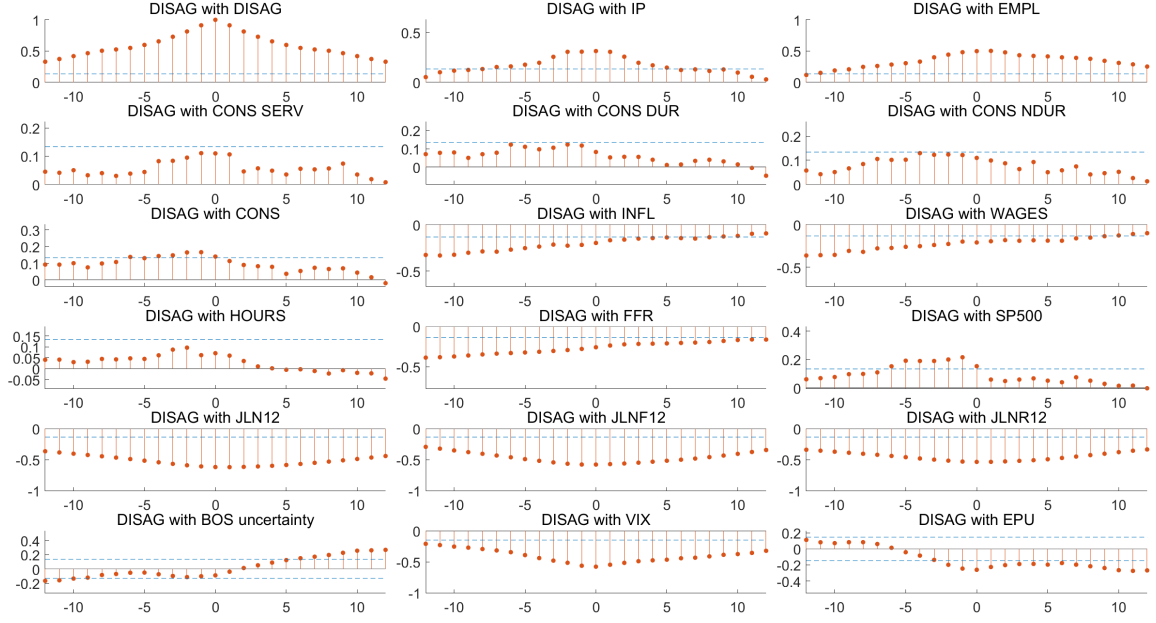 DISAG with DISAG
1
0.5
0
-10 -5 0 5 10
DISAG with IP
0.5
0
-10 -5 0 5 10
DISAG with EMPL
1
0.5
0
-10 -5 0 5 10
DISAG with CONS SERV
0.2
0.1
0
-10 -5 0 5 10
DISAG with CONS DUR
0.2
0.1
0
-10 -5 0 5 10
DISAG with CONS NDUR
0.2
0.1
0
-10 -5 0 5 10
DISAG with CONS
0.3
0.2
0.1
0
-10 -5 0 5 10
DISAG with INFL
0
-0.5
-10 -5 0 5 10
DISAG with WAGES
0
-0.5
-10 -5 0 5 10
DISAG with HOURS
0.15
0.1
0.05
0
-0.05
-10 -5 0 5 10
DISAG with FFR
0
-0.5
-10 -5 0 5 10
DISAG with SP500
0.4
0.2
0
-10 -5 0 5 10
DISAG with JLN12
0
-0.5
-1
-10 -5 0 5 10
DISAG with JLNF12
0
-0.5
-1
-10 -5 0 5 10
DISAG with JLNR12
0
-0.5
-1
-10 -5 0 5 10
DISAG with BOS uncertainty
0.4
0.2
0
-0.2
-10 -5 0 5 10
DISAG with VIX
0
-0.5
-1
-10 -5 0 5 10
DISAG with EPU
0.2
0
-0.2
-0.4
-10 -5 0 5 10